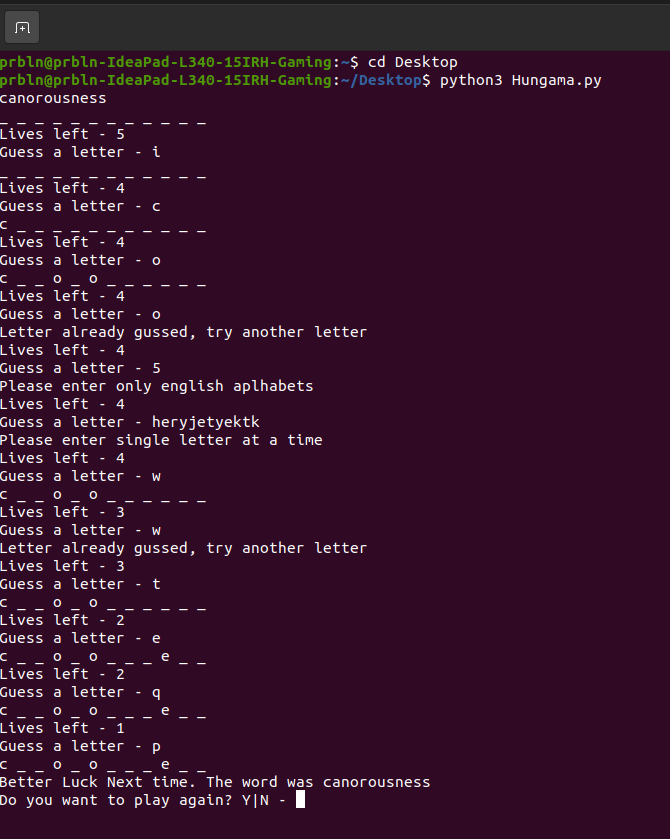 prbln@prbln-IdeaPad-L340-15IRH-Gaming:~$ cd Desktop
prbln@prbln-IdeaPad-L340-15IRH-Gaming:~/Desktop$ python3 Hungama.py
canorousness
_ _ _ _ _ _ _ _ _ _ _ _
Lives left - 5
Guess a letter - i
_ _ _ _ _ _ _ _ _ _ _ _
Lives left - 4
Guess a letter - c
c _ _ _ _ _ _ _ _ _ _ _
Lives left - 4
Guess a letter - o
c _ _ o _ o _ _ _ _ _ _
Lives left - 4
Guess a letter - o
Letter already gussed, try another letter
Lives left - 4
Guess a letter - 5
Please enter only english aplhabets
Lives left - 4
Guess a letter - heryjetyektk
Please enter single letter at a time
Lives left - 4
Guess a letter - w
c _ _ o _ o _ _ _ _ _ _
Lives left - 3
Guess a letter - w
Letter already gussed, try another letter
Lives left - 3
Guess a letter - t
c _ _ o _ o _ _ _ _ _ _
Lives left - 2
Guess a letter - e
c _ _ o _ o _ _ _ e _ _
Lives left - 2
Guess a letter - q
c _ _ o _ o _ _ _ e _ _
Lives left - 1
Guess a letter - p
c _ _ o _ o _ _ _ e _ _
Better Luck Next time. The word was canorousness
Do you want to play again? Y|N -